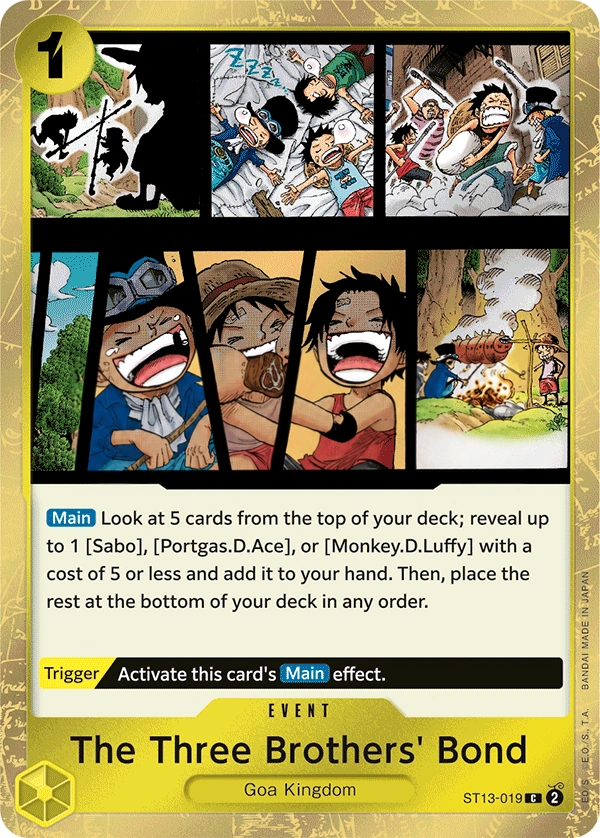 1
ZZZZ...
Main Look at 5 cards from the top of your deck; reveal up
to 1 [Sabo], [Portgas.D.Ace], or [Monkey.D.Luffy] with a
cost of 5 or less and add it to your hand. Then, place the
rest at the bottom of your deck in any order.
Trigger Activate this card's Main effect.
EVENT
The Three Brothers' Bond
Goa Kingdom
ST13-019 C 2
E.O.S. ©E.O.S., T.A. BANDAI MADE IN JAPAN